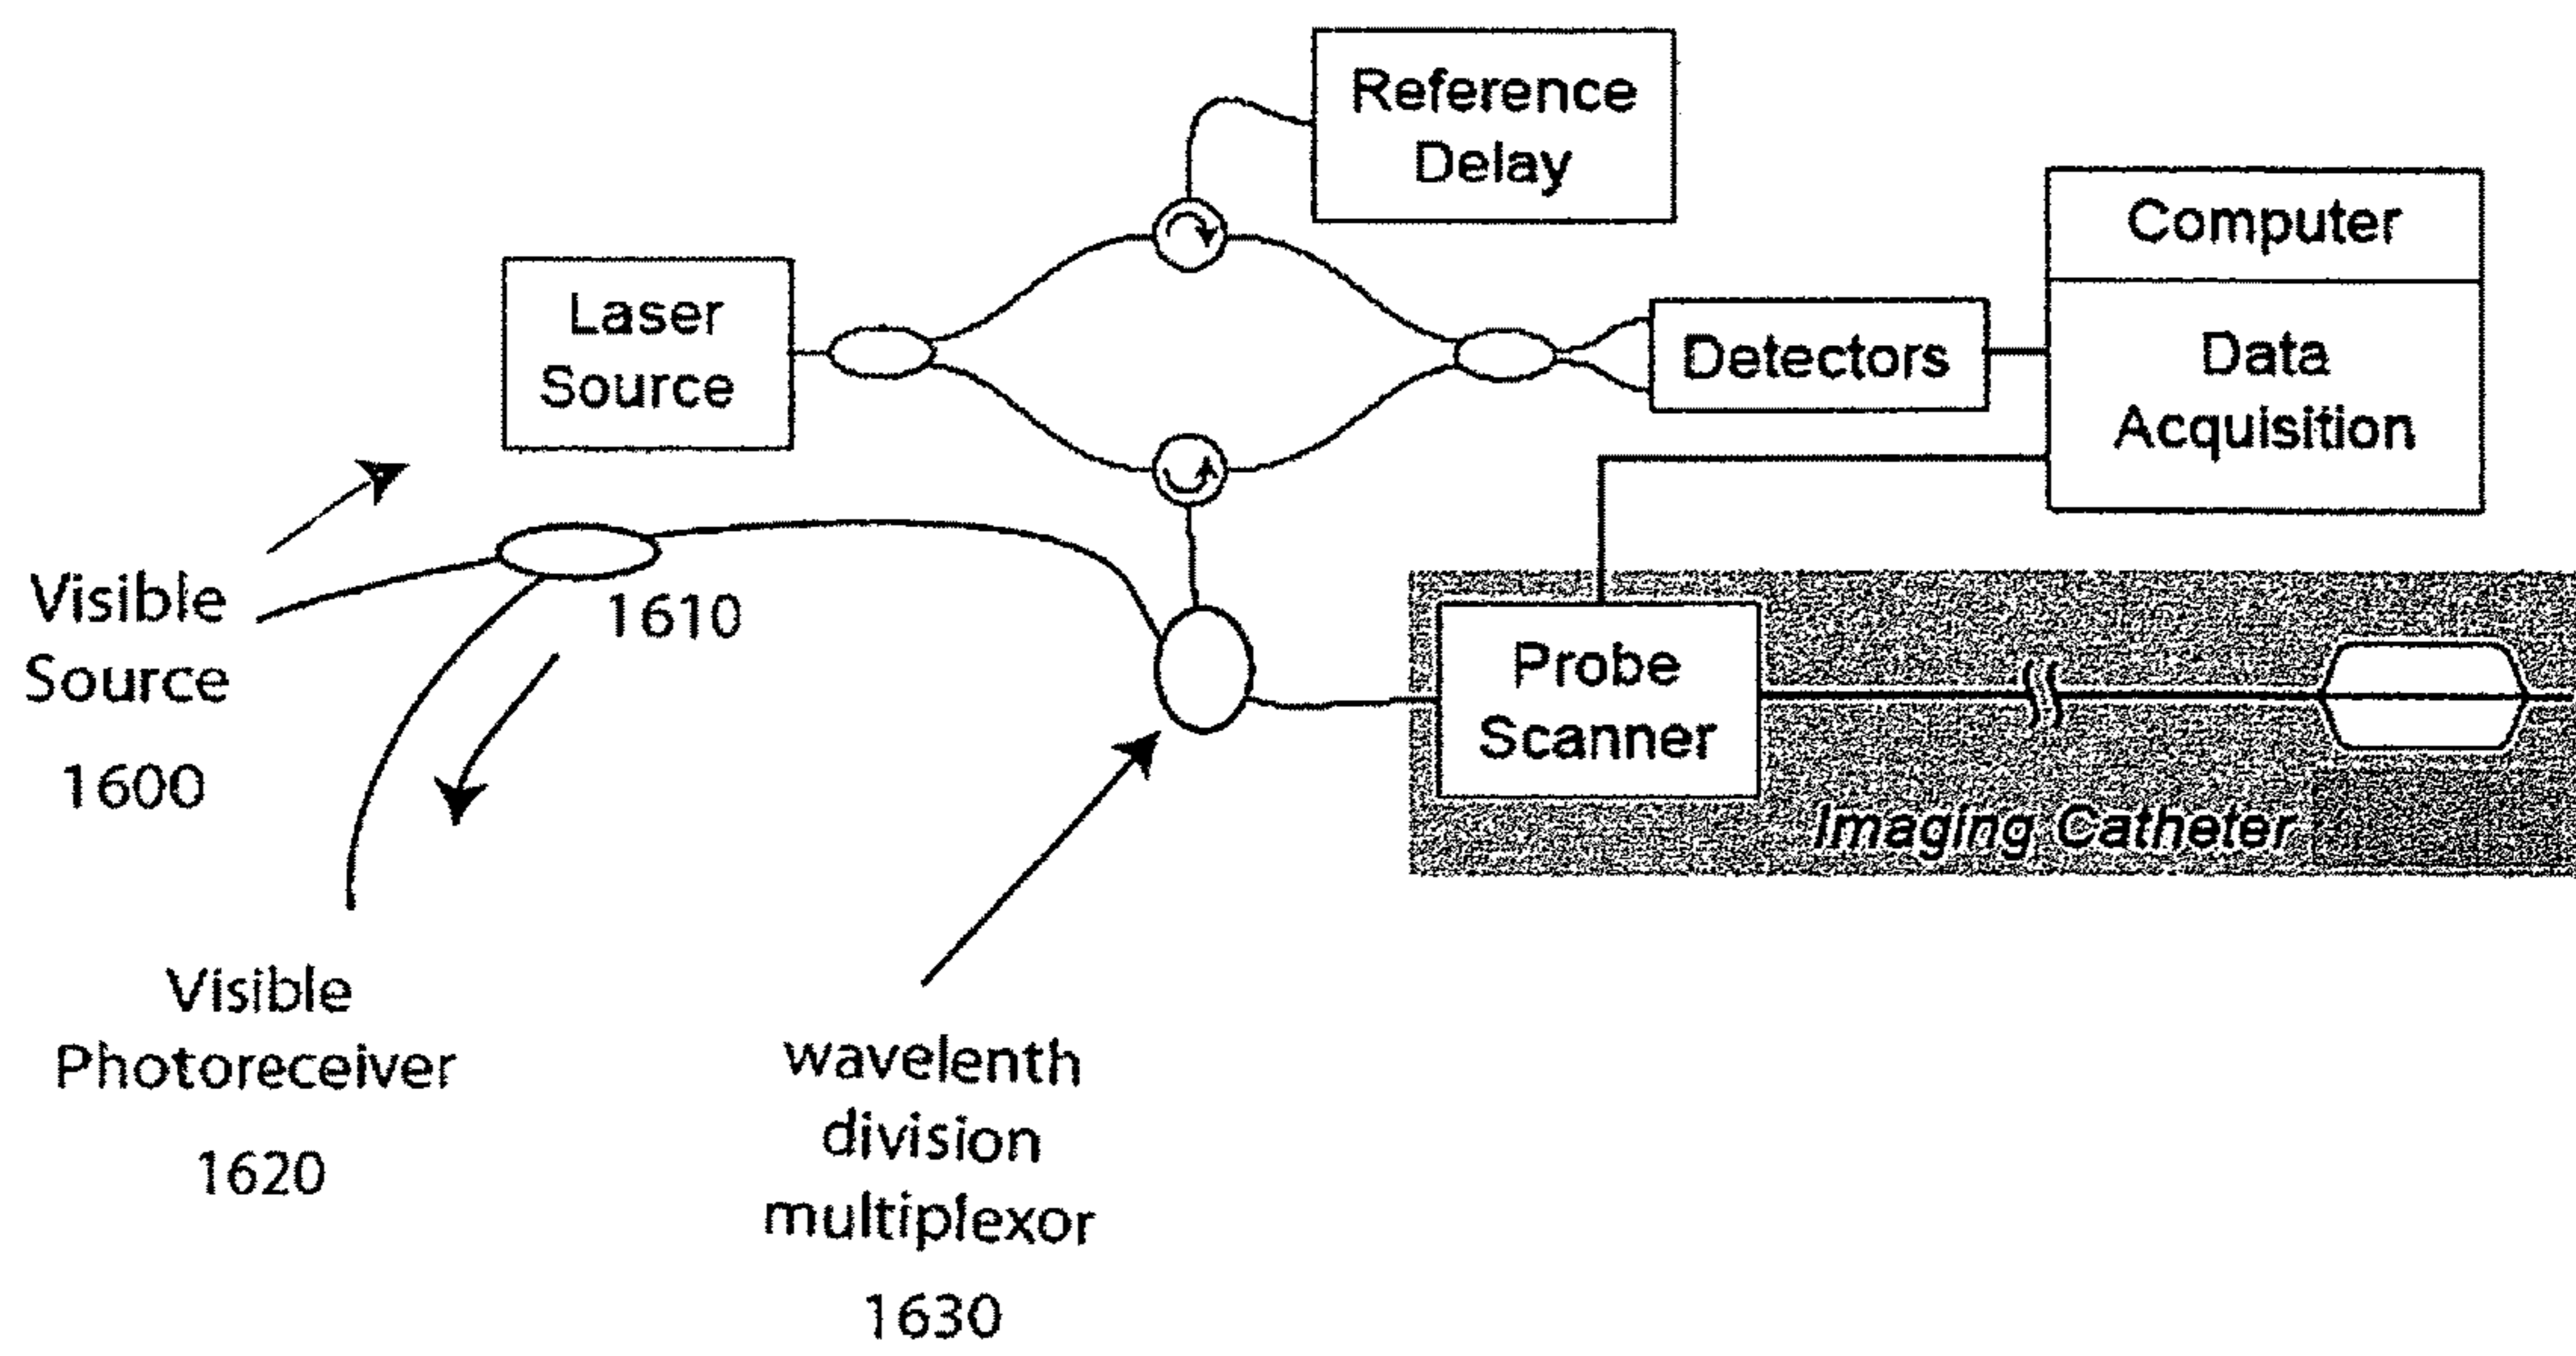 Reference
Delay
Computer
Data
Acquisition
Laser
Source
Detectors
Visible
Source
1600
1610
Probe
Scanner
Imaging Catheter
Visible
Photoreceiver
1620
wavelenth
division
multiplexor
1630